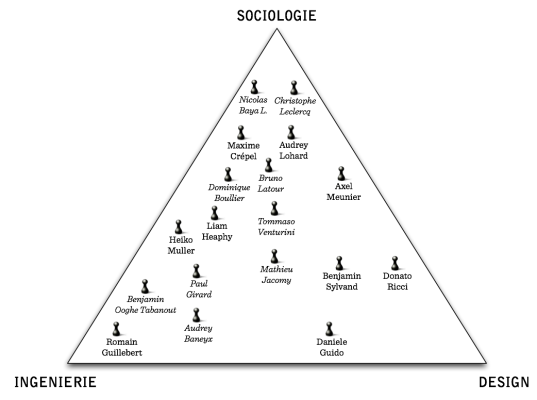 SOCIOLOGIE
Nicolas
Baya L.
Christophe
Leclercq
Maxime
Crépel
Audrey
Lohard
Dominique
Boullier
Bruno
Latour
Axel
Meunier
Liam
Heaphy
Tommaso
Venturini
Heiko
Muller
Mathieu
Jacomy
Benjamin
Sylvand
Donato
Ricci
Paul
Girard
Benjamin
Ooghe Tabanout
Audrey
Baneyx
Romain
Guillebert
Daniele
Guido
INGENIERIE
DESIGN